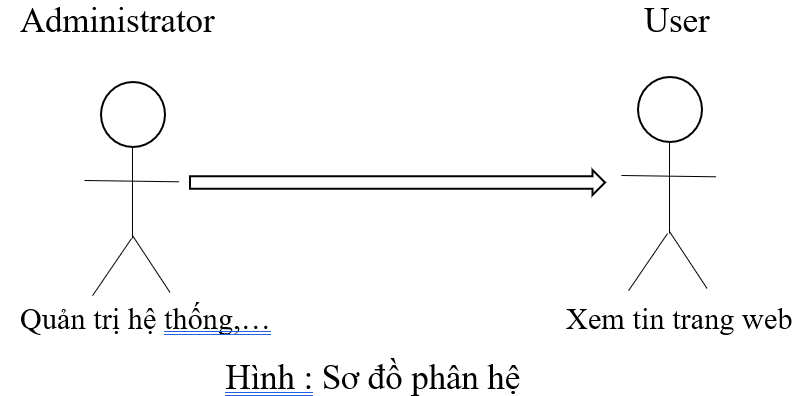 Administrator
User
Quản trị hệ thống,…
Xem tin trang web
Hình : Sơ đồ phân hệ